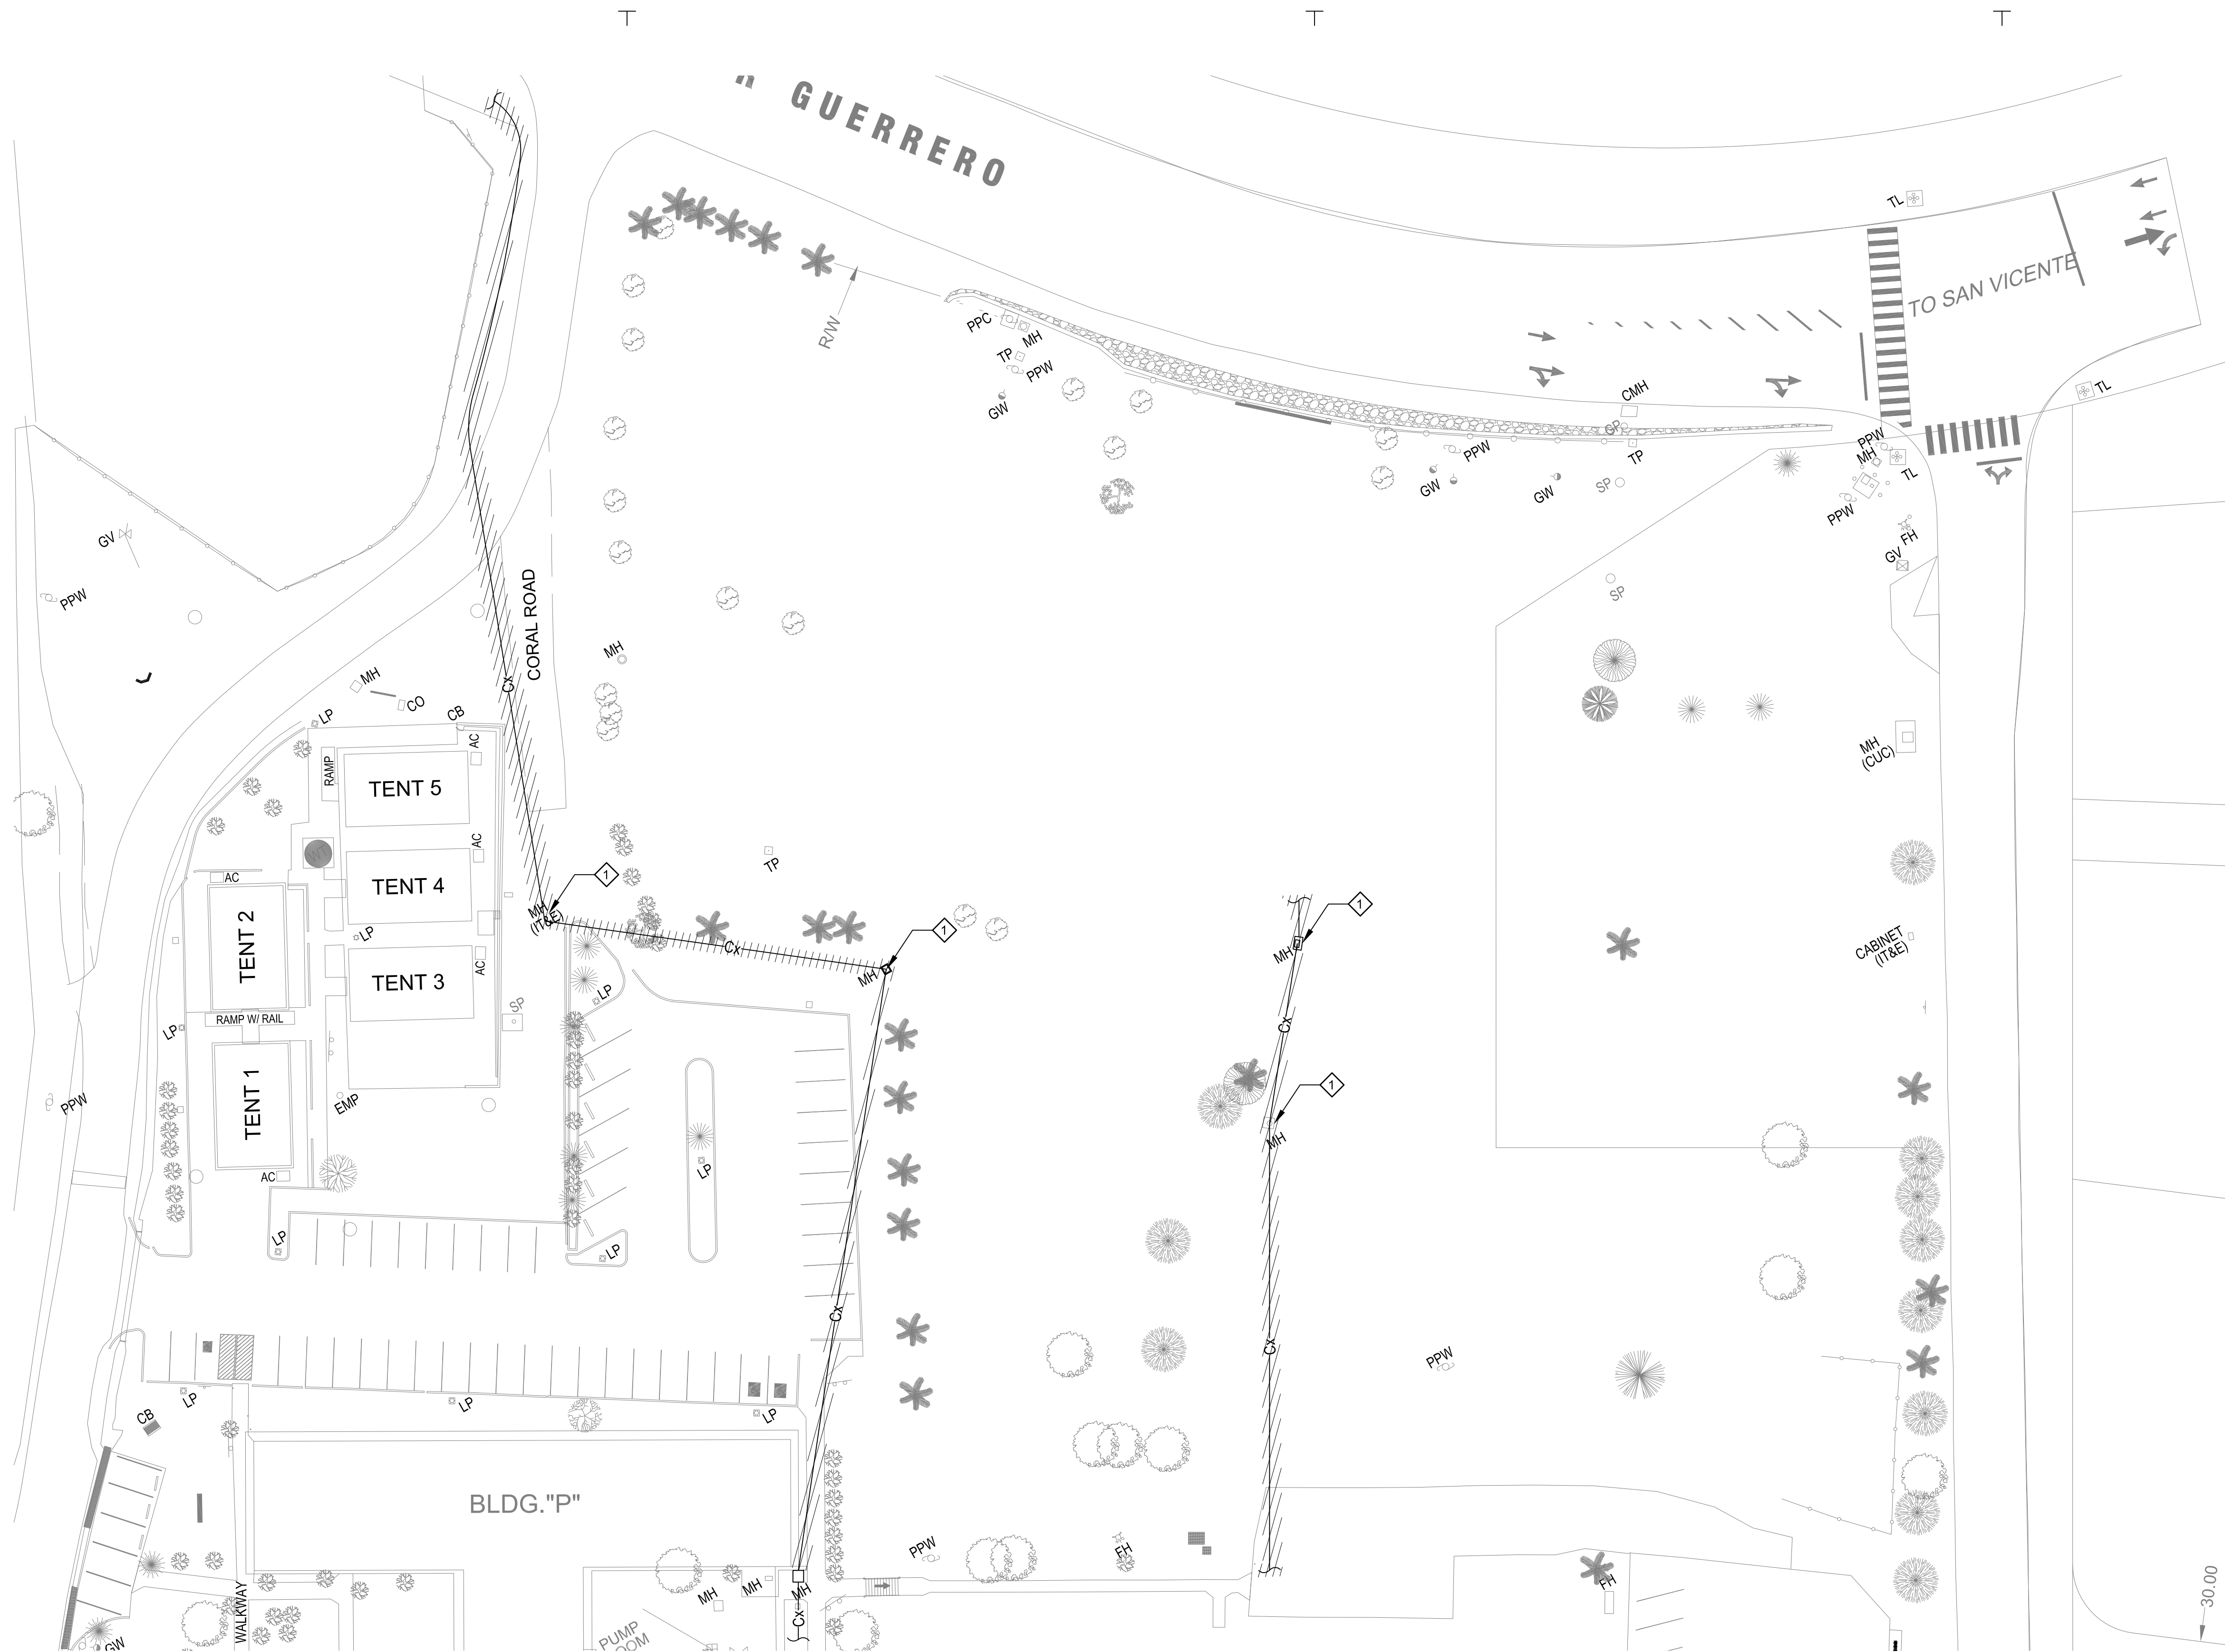 GUERRERO
TL
TO SAN VICENTE
R/W
PPC
MH
TP
PPW
GW
CMH
TL
GP
TP
PPW
PPW
MH
TL
GW
GW
SP
PPW
FH
GV
GV
PPW
SP
CORAL ROAD
MH
MH
CO
Cx
LP
CB
AC
RAMP
TENT 5
MH
(CUC)
WT
AC
TP
TENT 4
AC
1
1
MH
(IT&E)
TENT 2
LP
Cx
1
CABINET
(IT&E)
MH
MH
AC
TENT 3
LP
SP
RAMP W/ RAIL
LP
Cx
1
TENT 1
EMP
PPW
MH
LP
AC
LP
LP
Cx
Cx
PPW
LP
LP
LP
CB
BLDG."P"
PPW
FH
WALKWAY
MH
MH
MH
FH
30.00
Cx
PUMP
GW